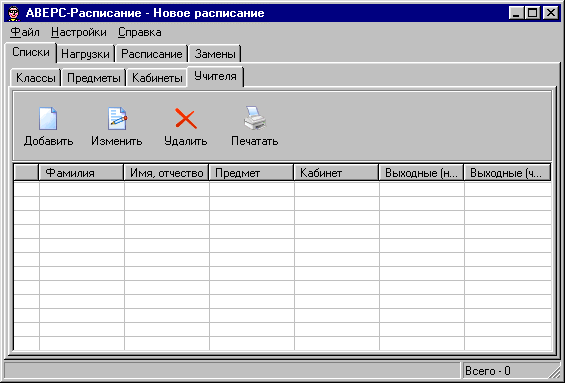 АВЕРС-Расписание - Новое расписание
Файл Настройки Справка
Списки Нагрузки Расписание Замены
Классы Предметы Кабинеты Учителя
Добавить Изменить Удалить Печатать
Фамилия Имя, отчество Предмет Кабинет Выходные (н... Выходные (ч...
Всего - 0